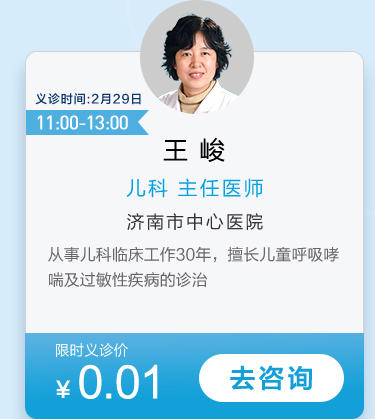 义诊时间:2月29日
11:00-13:00
王 峻
儿科 主任医师
济南市中心医院
从事儿科临床工作30年，擅长儿童呼吸哮
喘及过敏性疾病的诊治
限时义诊价
¥ 0.01
去咨询